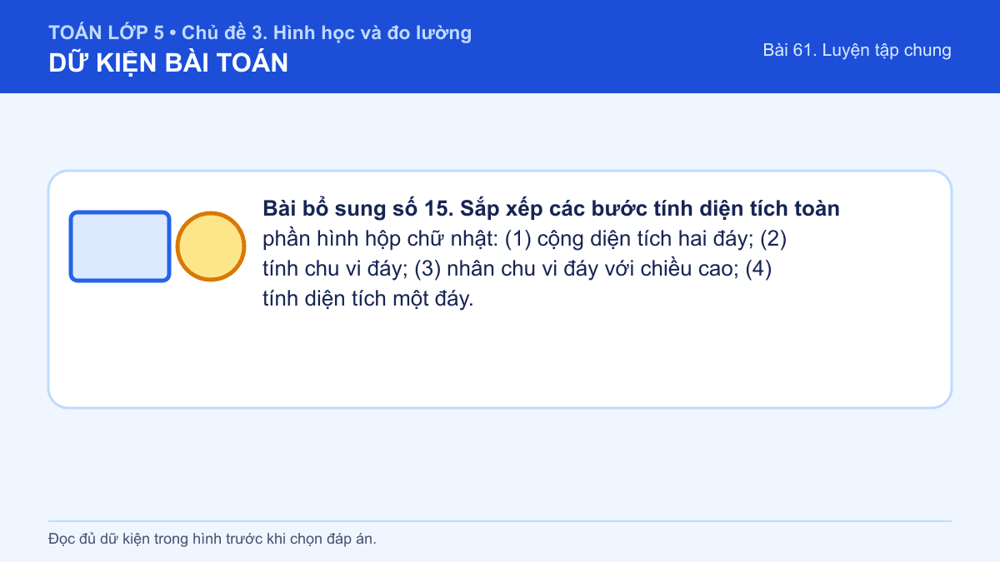 TOÁN LỚP 5 • Chủ đề 3. Hình học và đo lường
DỮ KIỆN BÀI TOÁN
Bài 61. Luyện tập chung
Bài bổ sung số 15. Sắp xếp các bước tính diện tích toàn
phần hình hộp chữ nhật: (1) cộng diện tích hai đáy; (2)
tính chu vi đáy; (3) nhân chu vi đáy với chiều cao; (4)
tính diện tích một đáy.
Đọc đủ dữ kiện trong hình trước khi chọn đáp án.